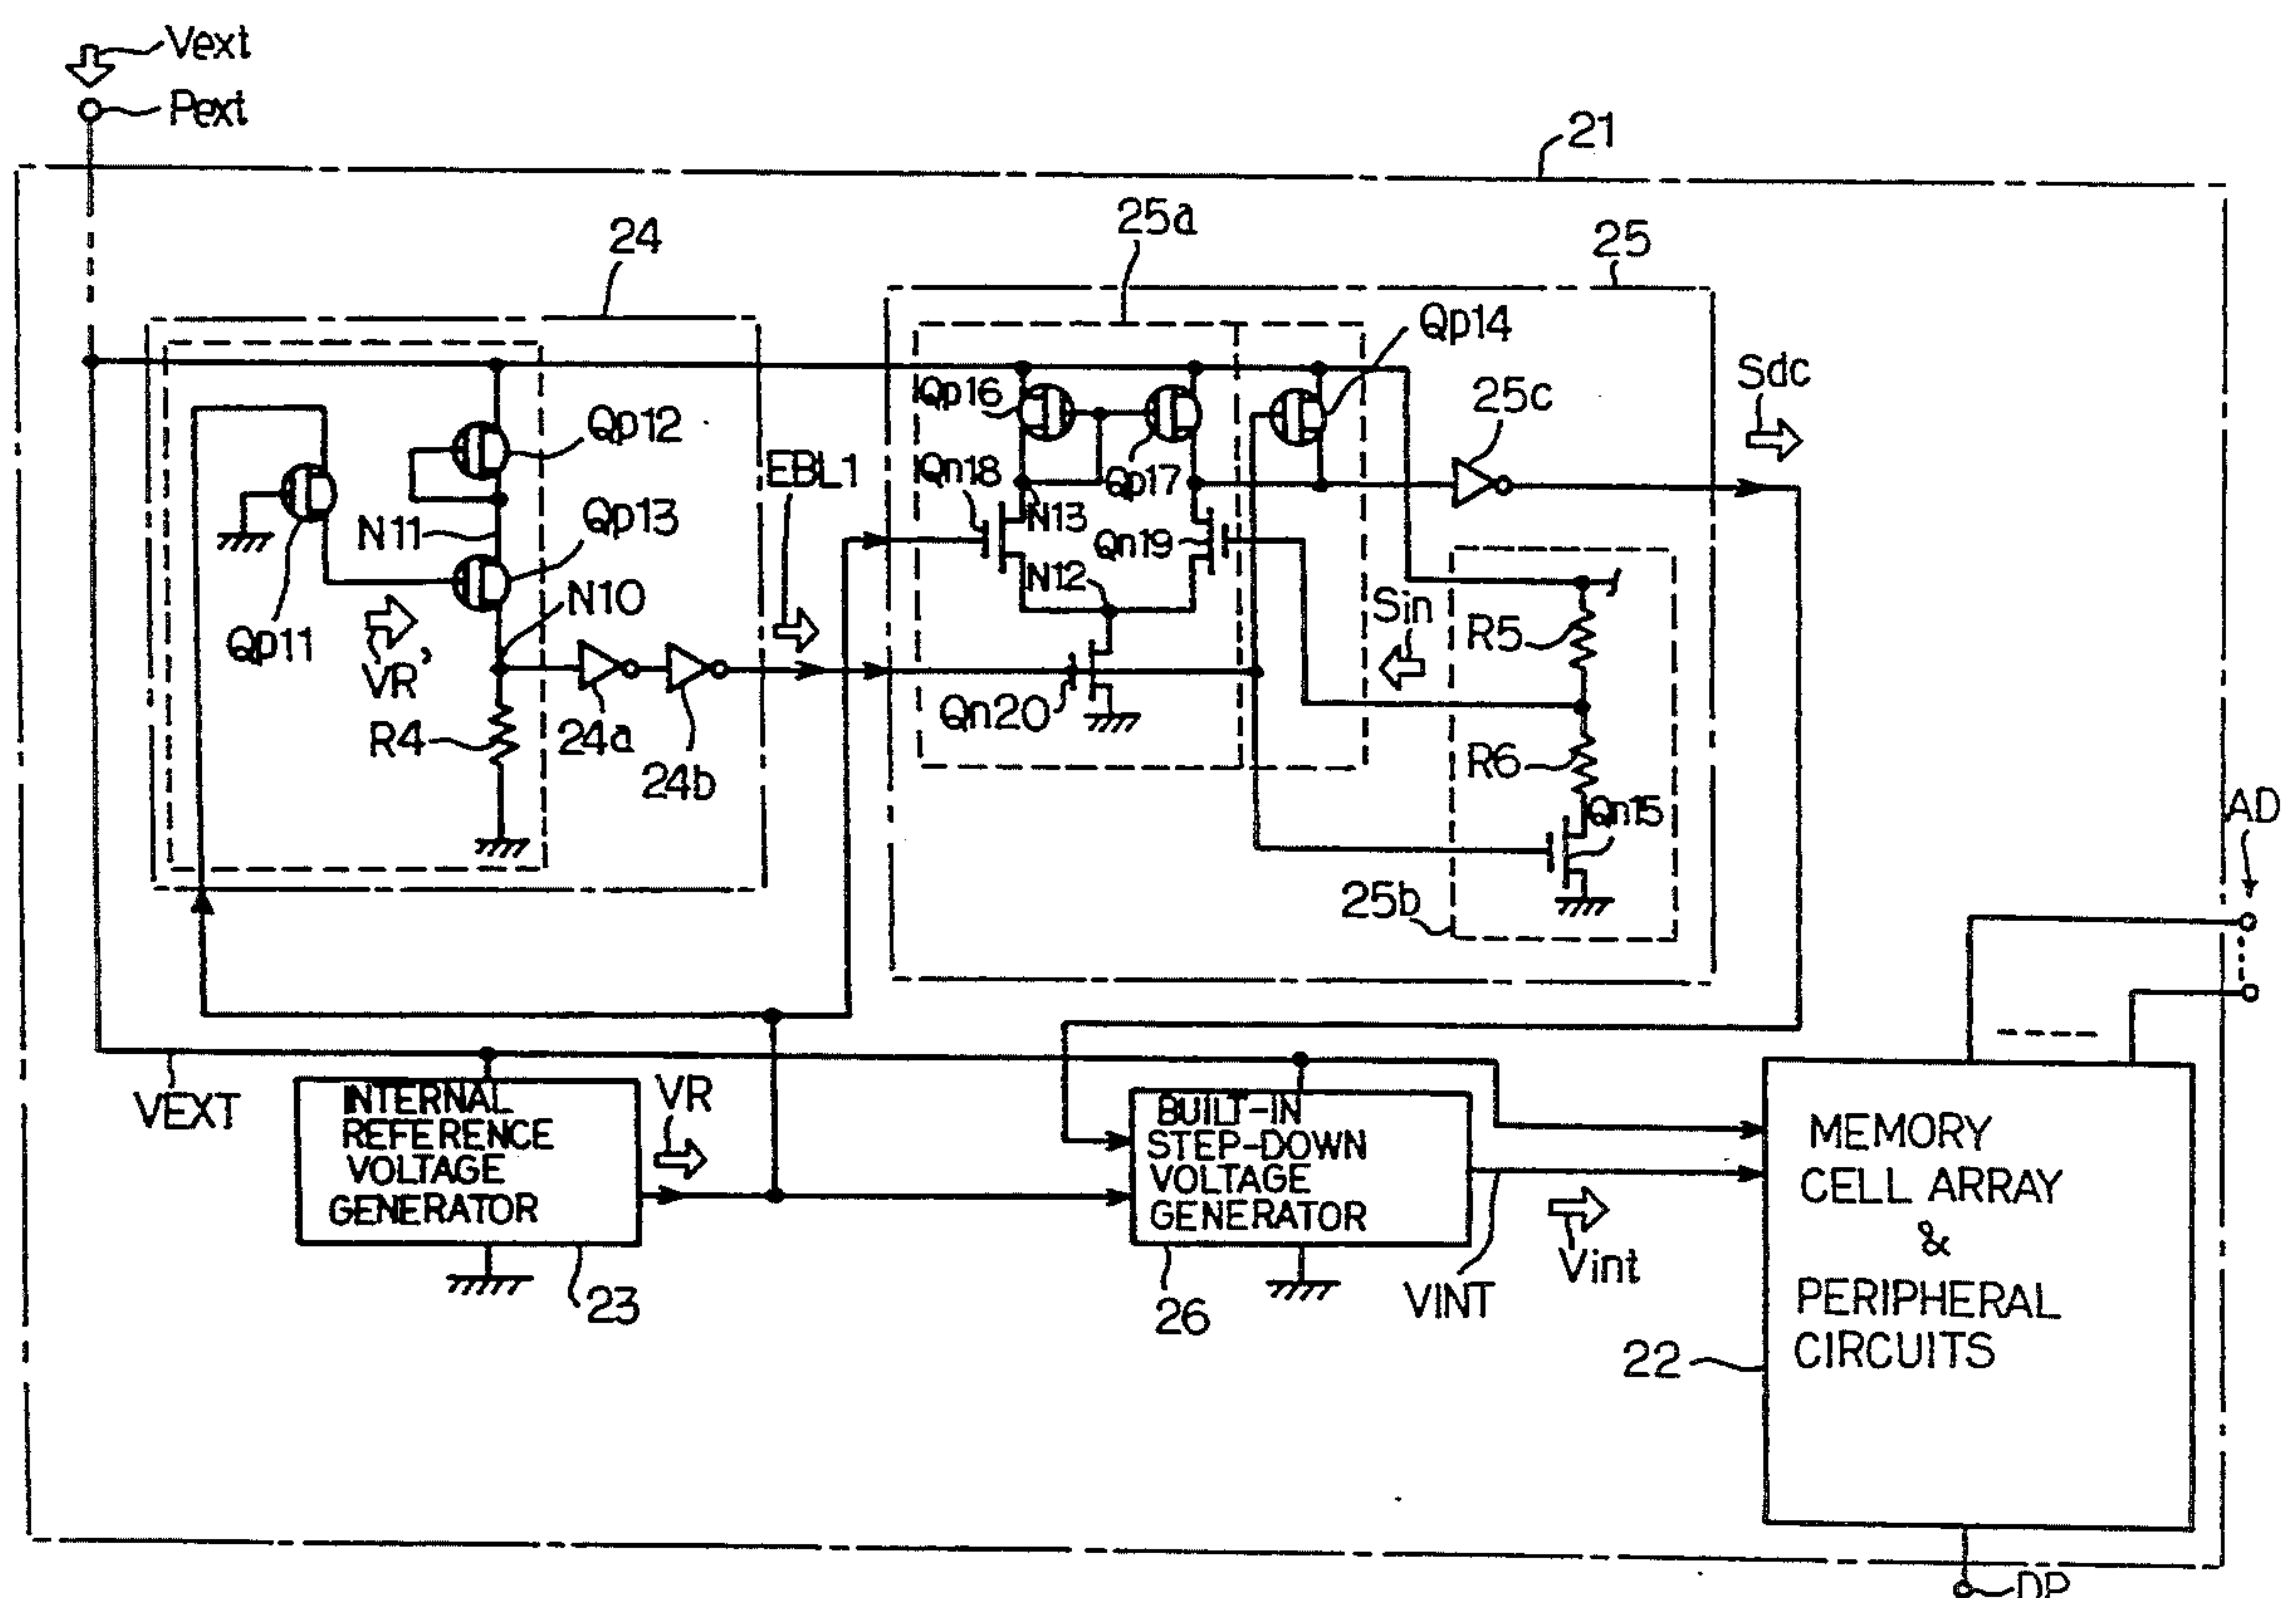 Vext
Pext
21
24
25a
25
Qp14
Sdc
Qp16
25c
Qp12
EBL1
Qn18
Qp17
N11
Qp13
N13
Qn19
N12
N10
Sin
R5
Qp11
VR'
Qn20
R4
24a
24b
R6
Qn15
AD
25b
VEXT
INTERNAL
REFERENCE
VOLTAGE
GENERATOR
VR
BUILT-IN
STEP-DOWN
VOLTAGE
GENERATOR
MEMORY
CELL ARRAY
&
PERIPHERAL
CIRCUITS
23
26
VINT
Vint
22
DP